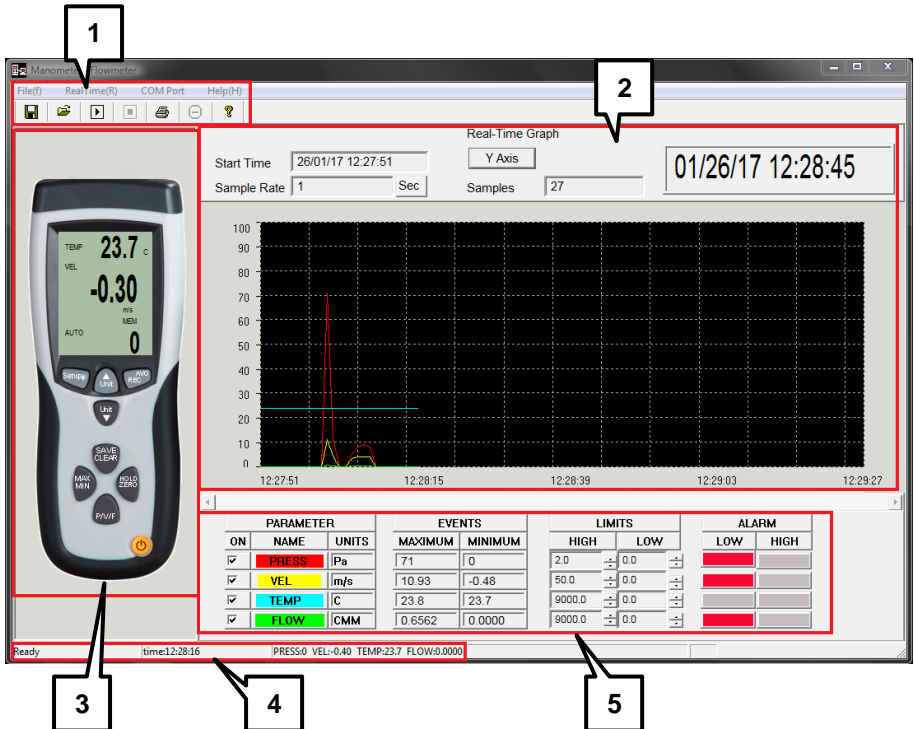 1
2
Manometer Flowmeter
File(f) RealTime(R) COM Port Help(H)
Real-Time Graph
Start Time 26/01/17 12:27:51 Y Axis 01/26/17 12:28:45
Sample Rate 1 Sec Samples 27
TEMP 23.7 C
VEL
-0.30
m/s
MEM
AUTO 0
Setup Unit AVG REC
Unit
SAVE CLEAR
MAX MIN HOLD ZERO
P/V/F
100
90
80
70
60
50
40
30
20
10
0
12:27:51 12:28:15 12:28:39 12:29:03 12:29:27
PARAMETER EVENTS LIMITS ALARM
ON NAME UNITS MAXIMUM MINIMUM HIGH LOW LOW HIGH
PRESS Pa 71 0 2.0 0.0
VEL m/s 10.93 -0.48 50.0 0.0
TEMP C 23.8 23.7 9000.0 0.0
FLOW CMM 0.6562 0.0000 9000.0 0.0
Ready time:12:28:16 PRESS:0 VEL:-0.40 TEMP:23.7 FLOW:0.0000
3
4
5